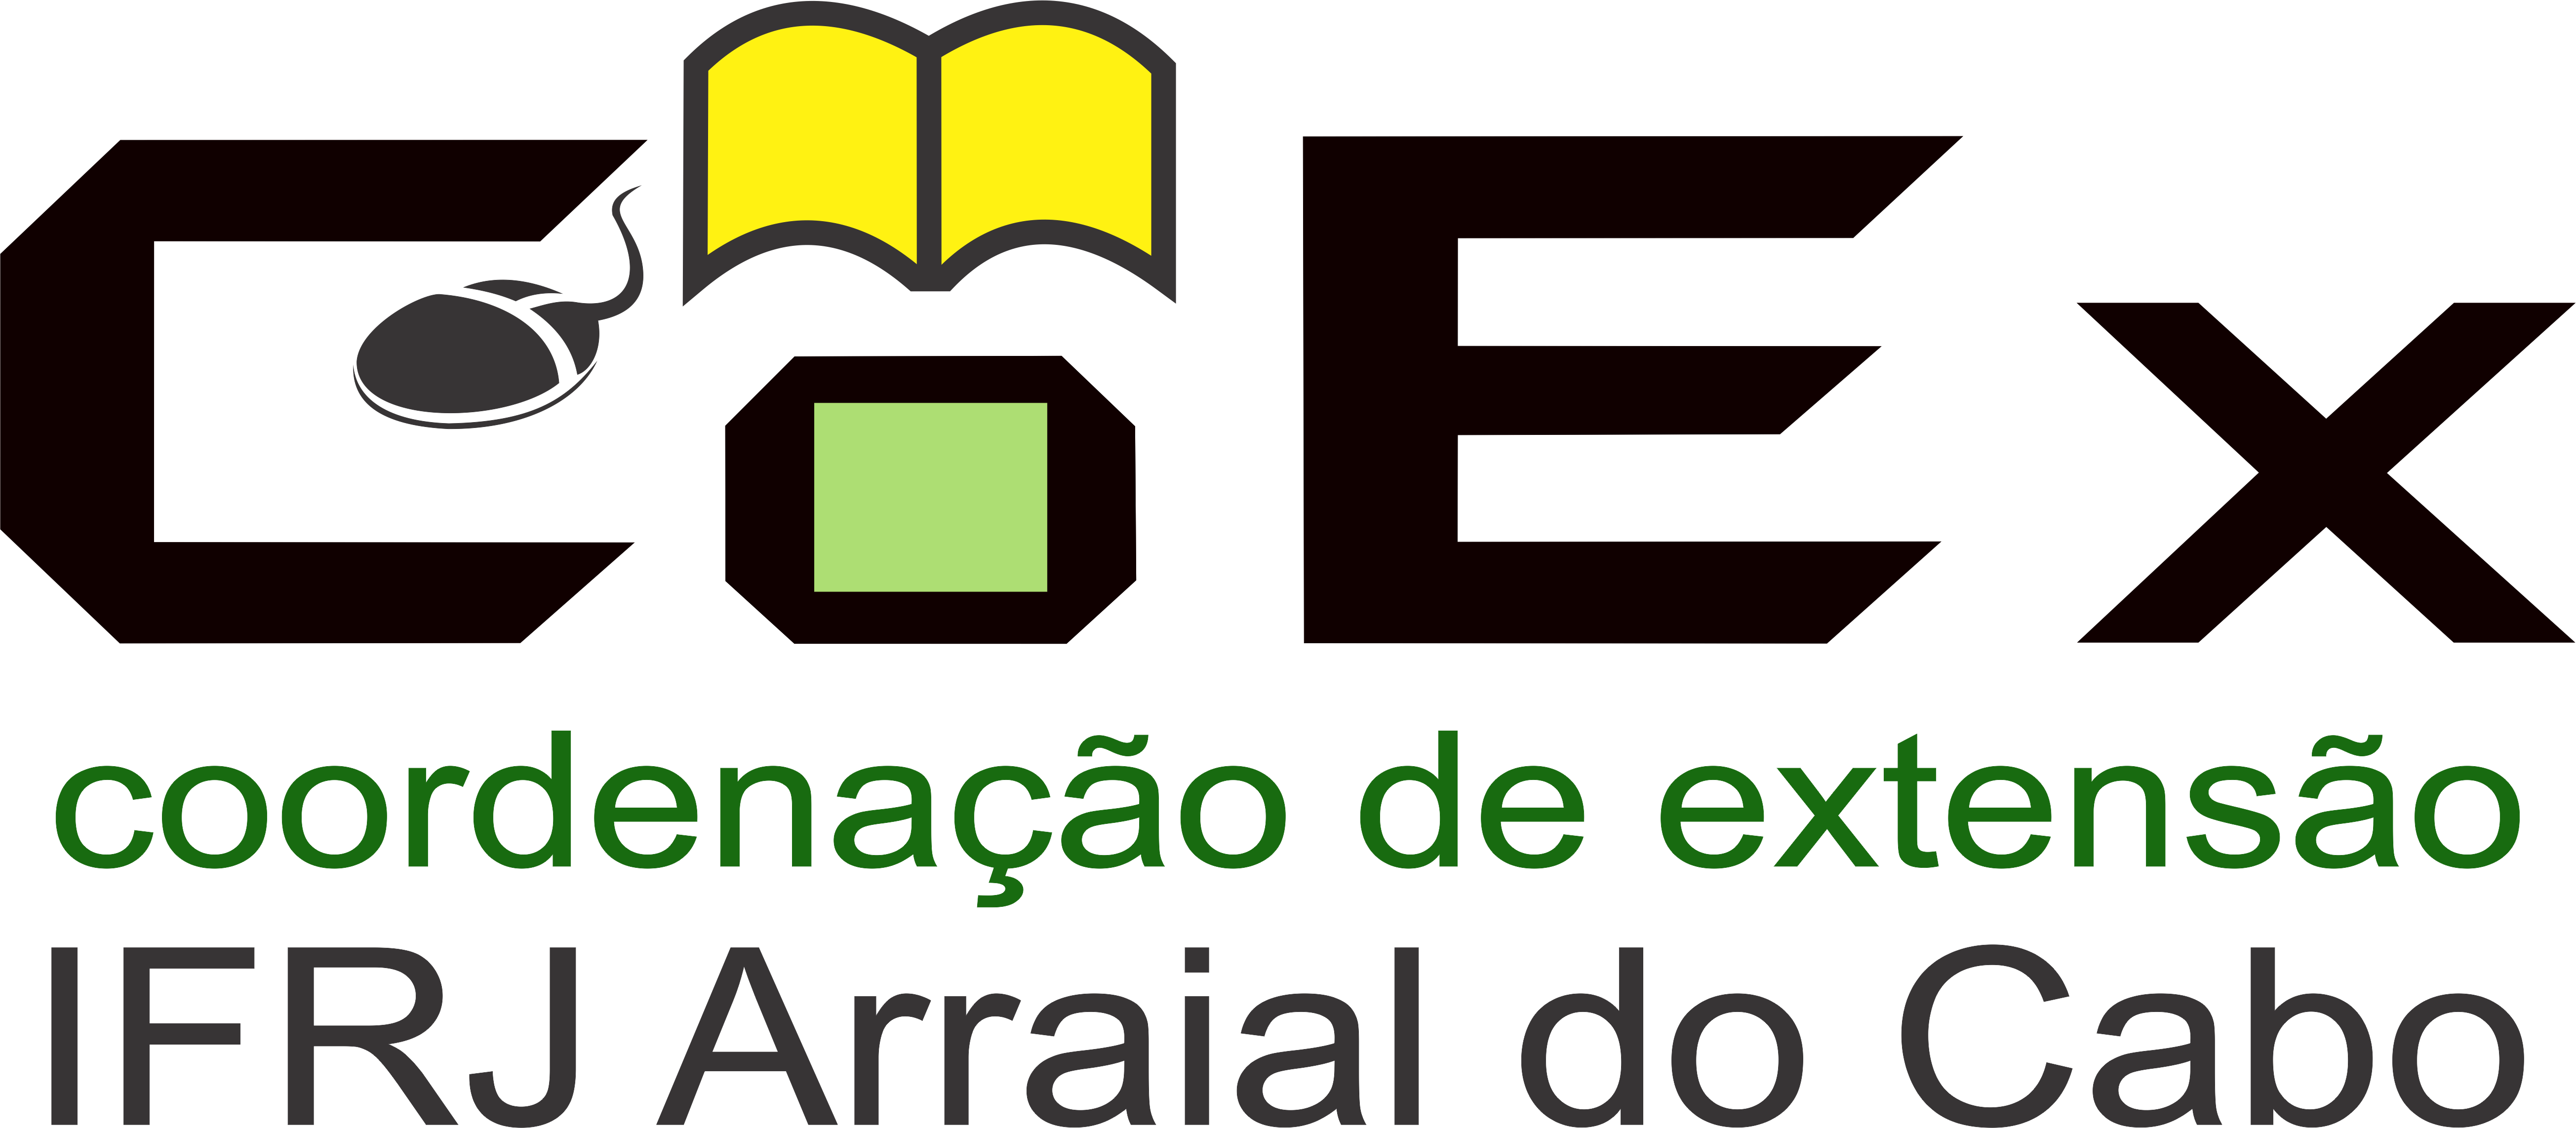 CoEx
coordenação de extensão
IFRJ Arraial do Cabo